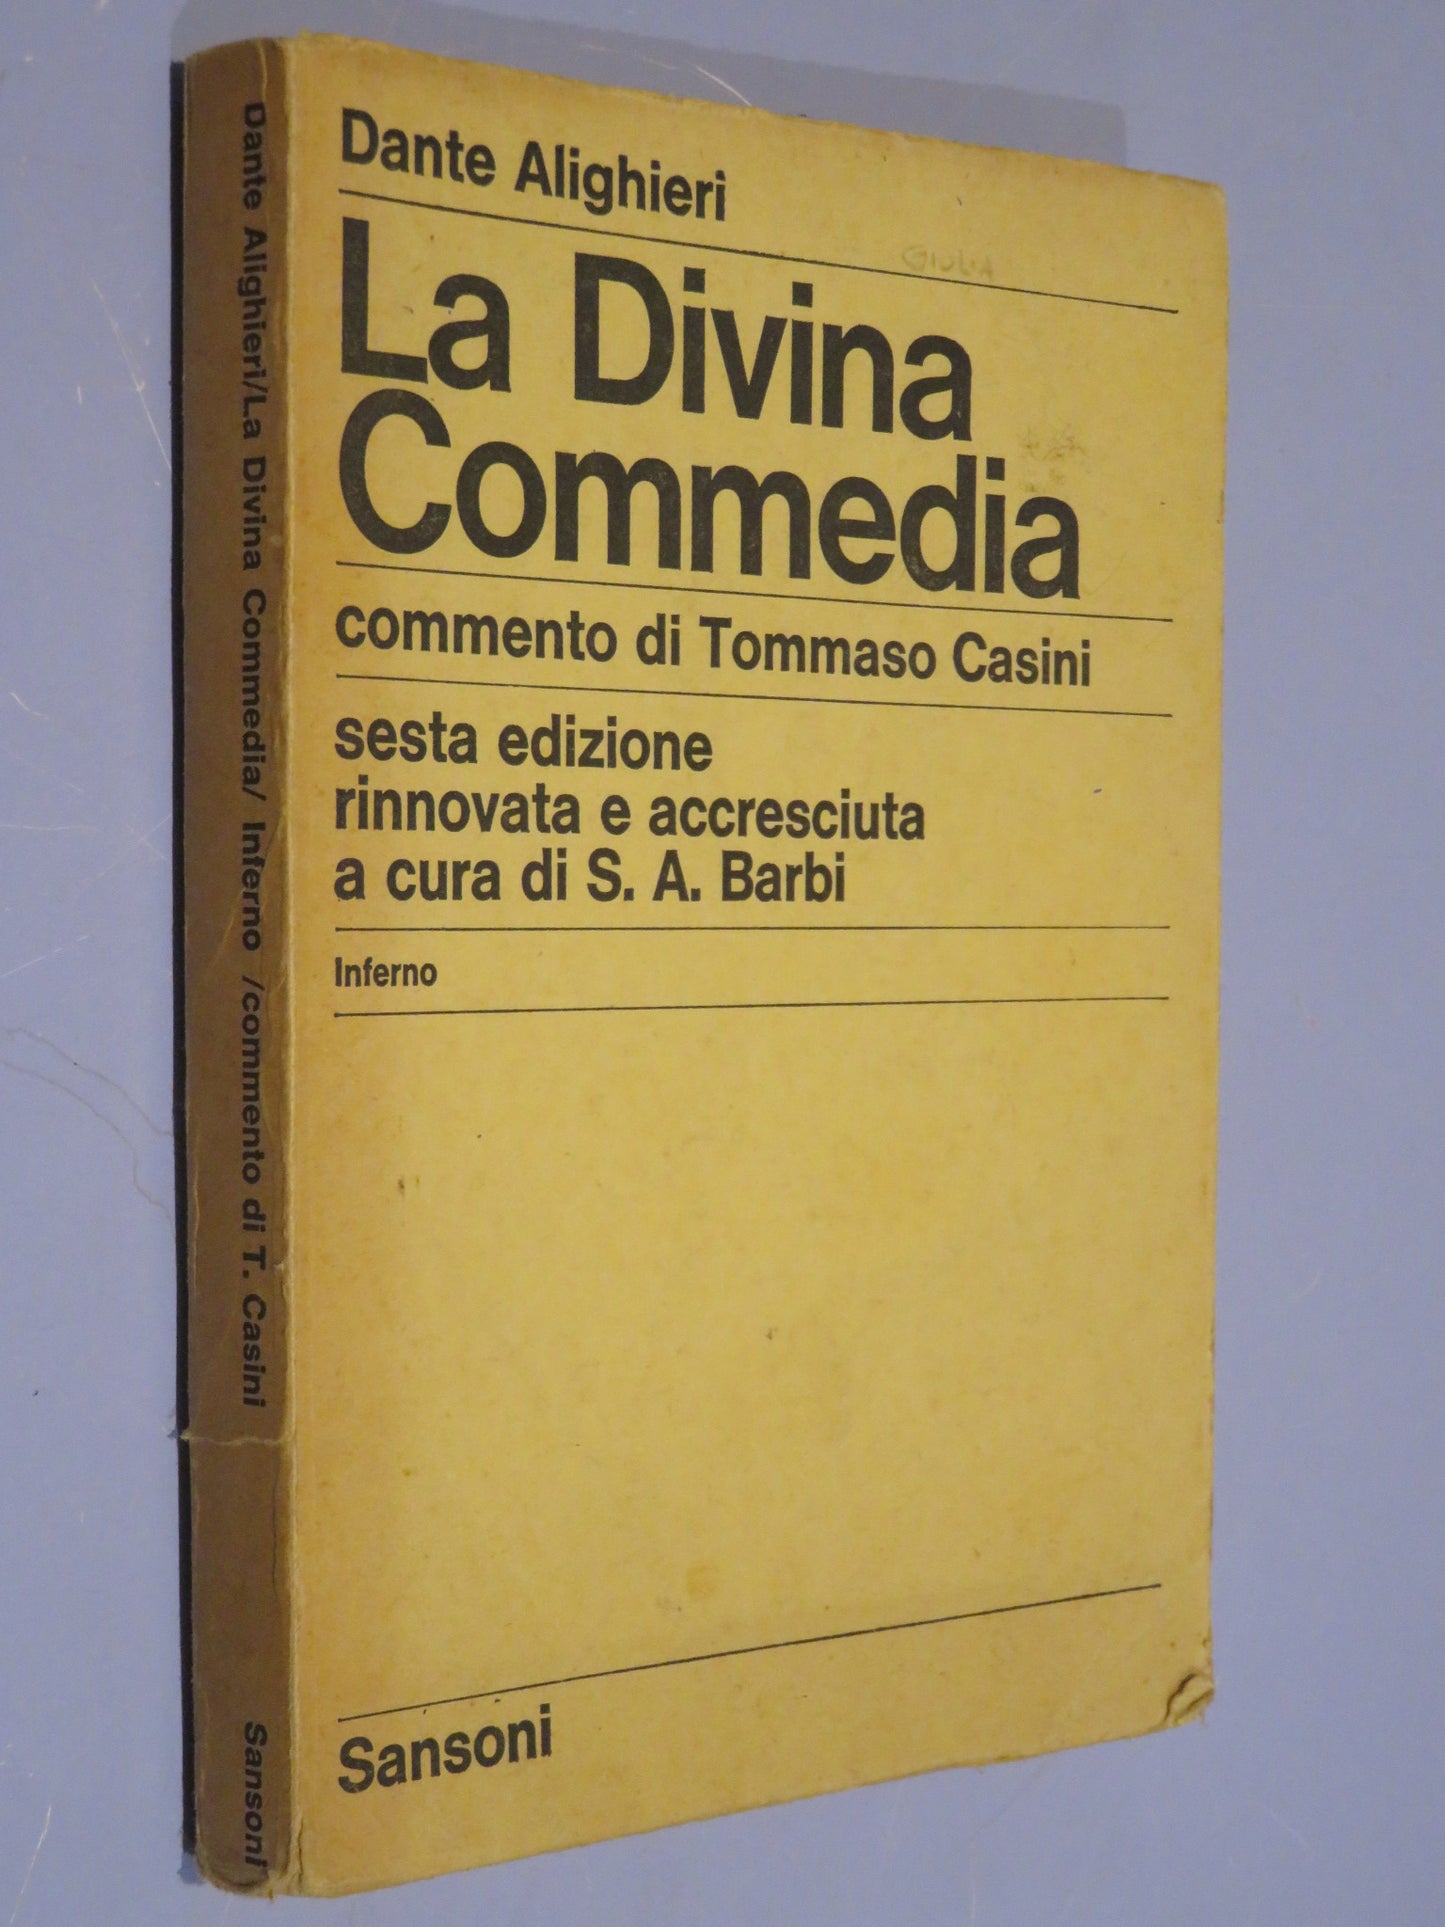 Dante Alighieri/La Divina Commedia/ Inferno /commento di T. Casini
Sansoni
Dante Alighieri
GIULIA
La Divina
Commedia
commento di Tommaso Casini
sesta edizione
rinnovata e accresciuta
a cura di S. A. Barbi
Inferno
Sansoni